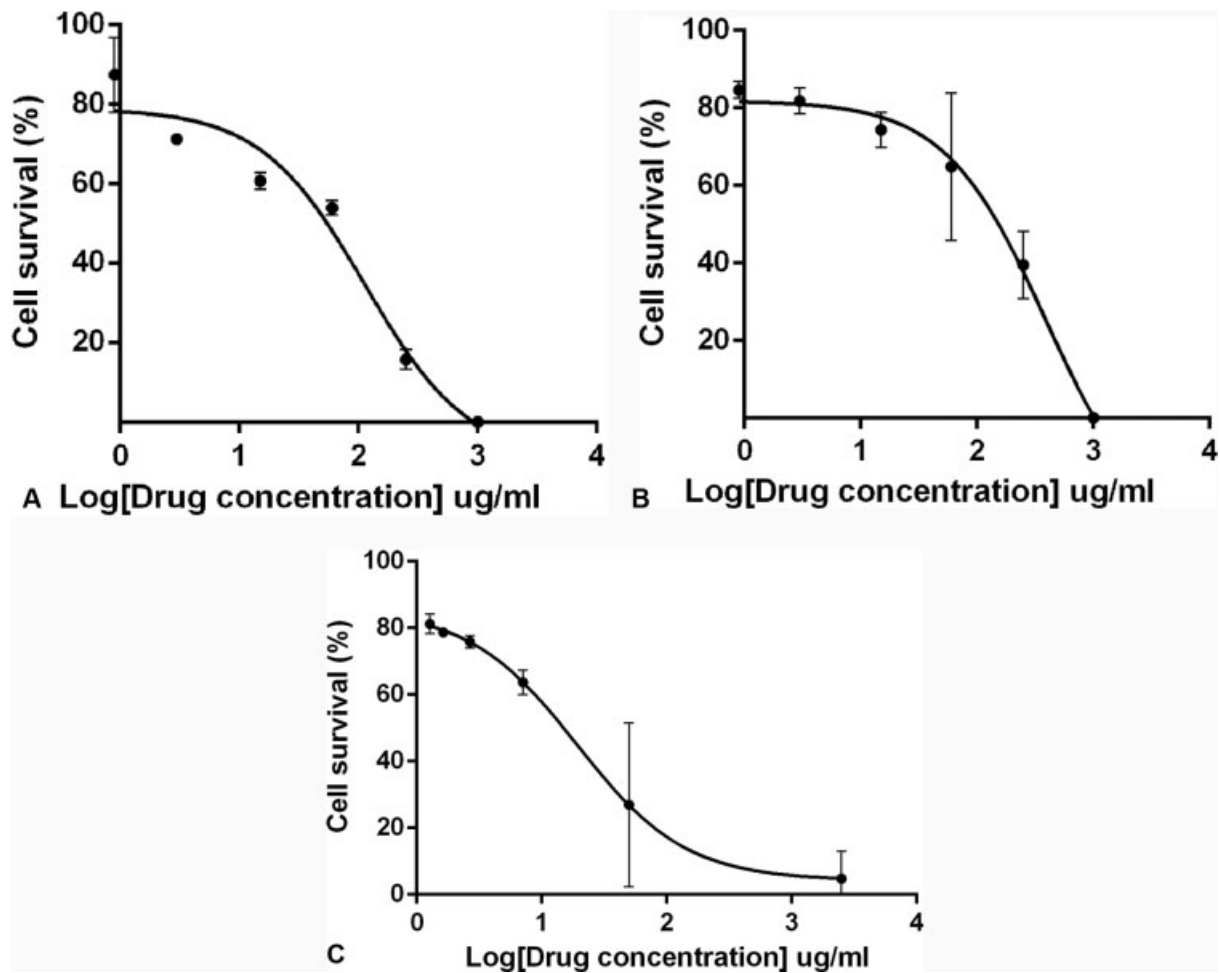 100
80
60
40
20
Cell survival (%)
0 1 2 3 4
A Log[Drug concentration] ug/ml
100
80
60
40
20
Cell survival (%)
0 1 2 3 4
B Log[Drug concentration] ug/ml
100
80
60
40
20
0
Cell survival (%)
0 1 2 3 4
C Log[Drug concentration] ug/ml